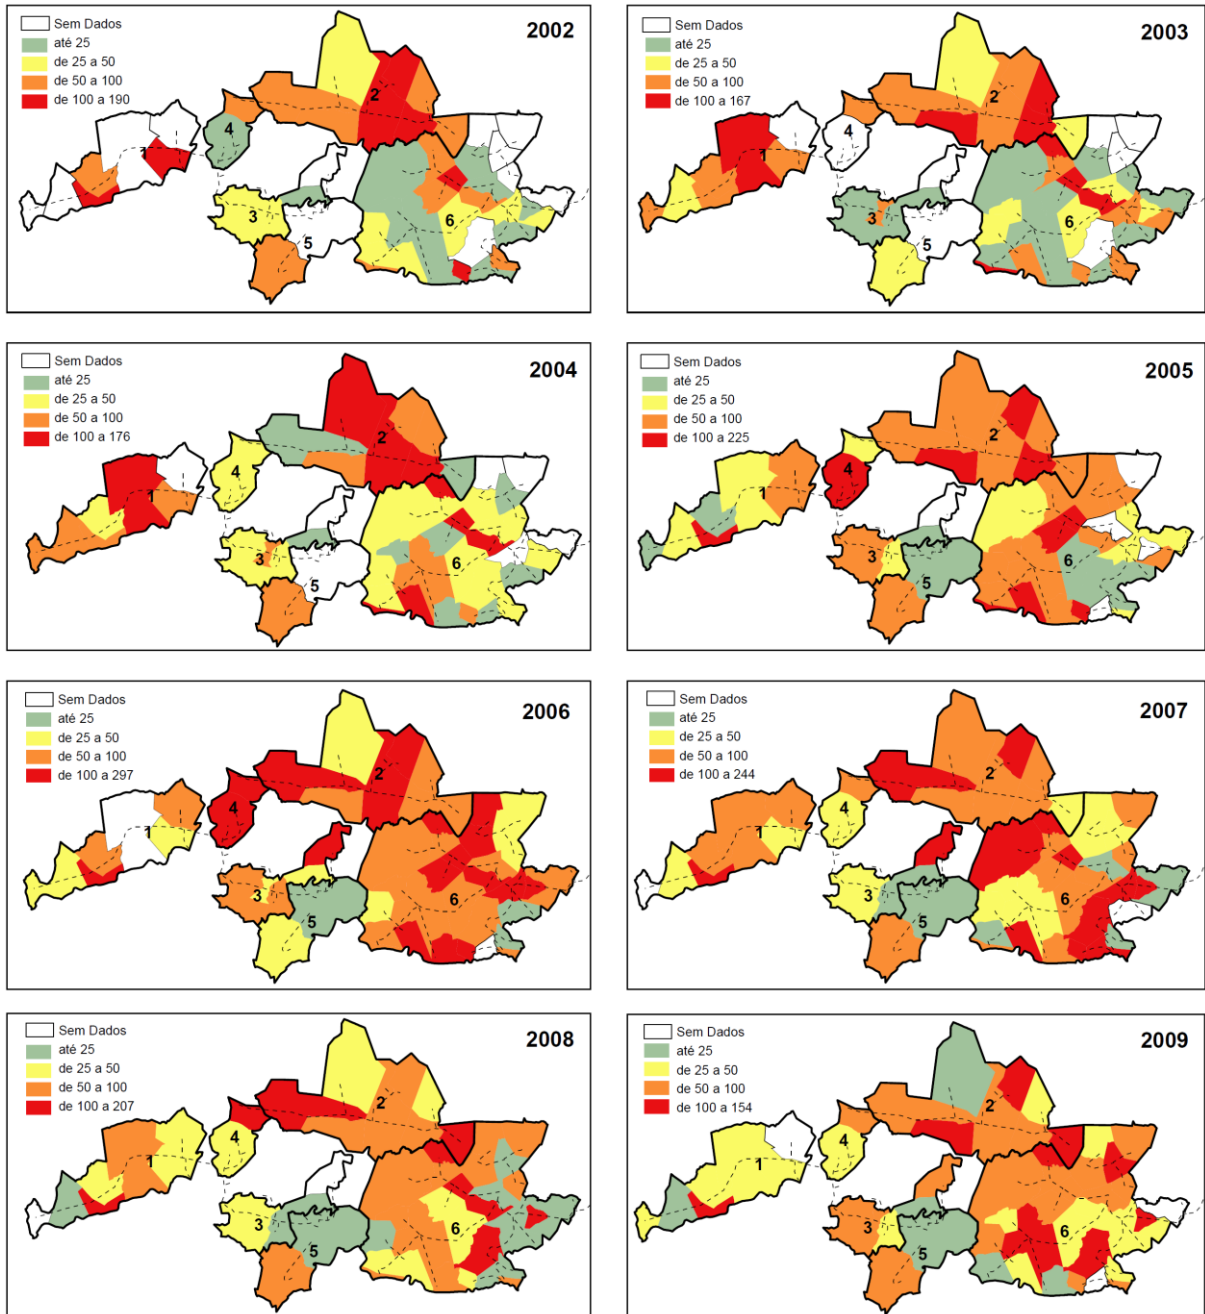 Sem Dados
até 25
de 25 a 50
de 50 a 100
de 100 a 190
2002
1
2
3
4
5
6
Sem Dados
até 25
de 25 a 50
de 50 a 100
de 100 a 167
2003
1
2
3
4
5
6
Sem Dados
até 25
de 25 a 50
de 50 a 100
de 100 a 176
2004
1
2
3
4
5
6
Sem Dados
até 25
de 25 a 50
de 50 a 100
de 100 a 225
2005
1
2
3
4
5
6
Sem Dados
até 25
de 25 a 50
de 50 a 100
de 100 a 297
2006
1
2
3
4
5
6
Sem Dados
até 25
de 25 a 50
de 50 a 100
de 100 a 244
2007
1
2
3
4
5
6
Sem Dados
até 25
de 25 a 50
de 50 a 100
de 100 a 207
2008
1
2
3
4
5
6
Sem Dados
até 25
de 25 a 50
de 50 a 100
de 100 a 154
2009
1
2
3
4
5
6